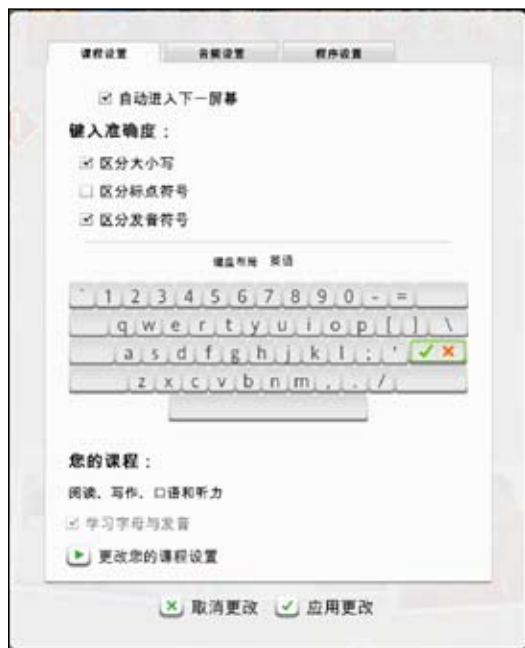 课程设置 音频设置 程序设置
自动进入下一屏幕
键入准确度：
区分大小写
区分标点符号
区分发音符号
键盘布局 英语
` 1 2 3 4 5 6 7 8 9 0 - =
q w e r t y u i o p [ ] \
a s d f g h j k l ; '
z x c v b n m , . /
您的课程：
阅读、写作、口语和听力
学习字母与发音
更改您的课程设置
取消更改 应用更改